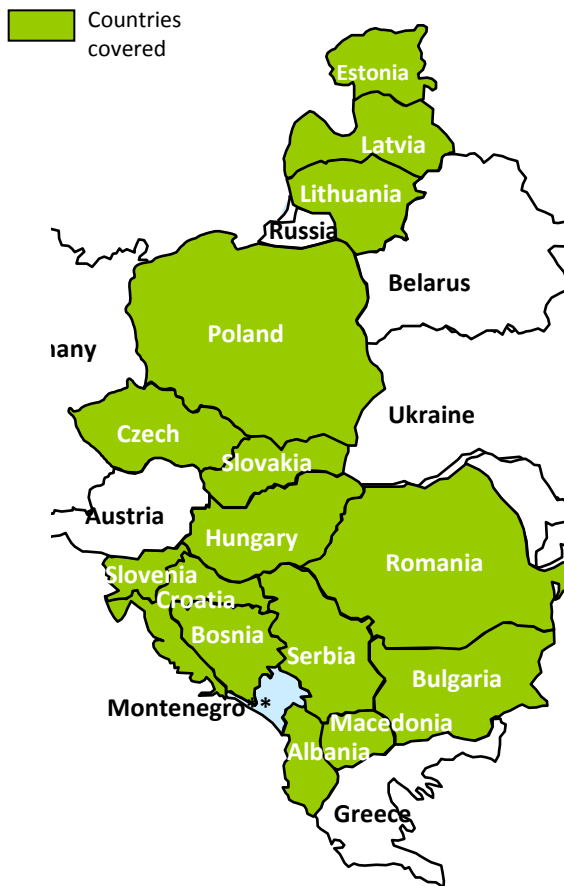 Countries
covered
Estonia
Latvia
Lithuania
Russia
Belarus
Poland
many
Ukraine
Czech
Slovakia
Austria
Hungary
Romania
Slovenia
Croatia
Bosnia
Serbia
Bulgaria
Montenegro**
Macedonia
Albania
Greece